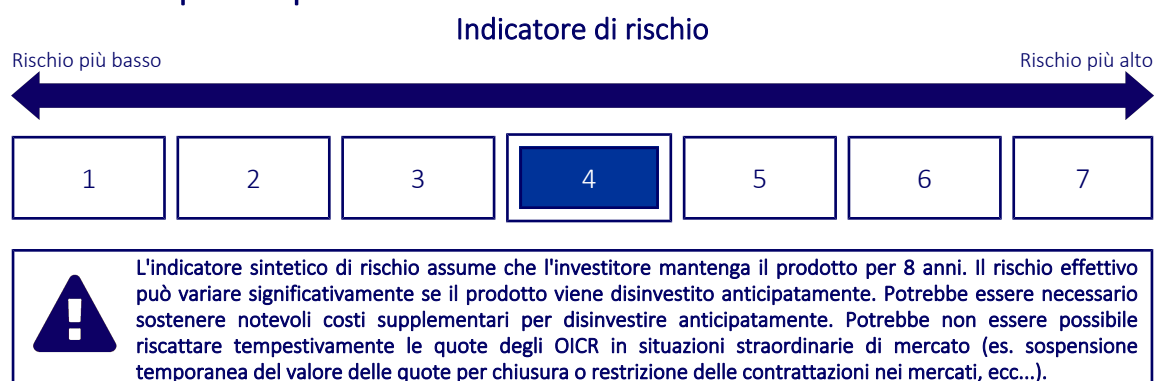 Indicatore di rischio
Rischio più basso Rischio più alto
1 2 3 4 5 6 7
L'indicatore sintetico di rischio assume che l'investitore mantenga il prodotto per 8 anni. Il rischio effettivo
può variare significativamente se il prodotto viene disinvestito anticipatamente. Potrebbe essere necessario
sostenere notevoli costi supplementari per disinvestire anticipatamente. Potrebbe non essere possibile
riscattare tempestivamente le quote degli OICR in situazioni straordinarie di mercato (es. sospensione
temporanea del valore delle quote per chiusura o restrizione delle contrattazioni nei mercati, ecc...).